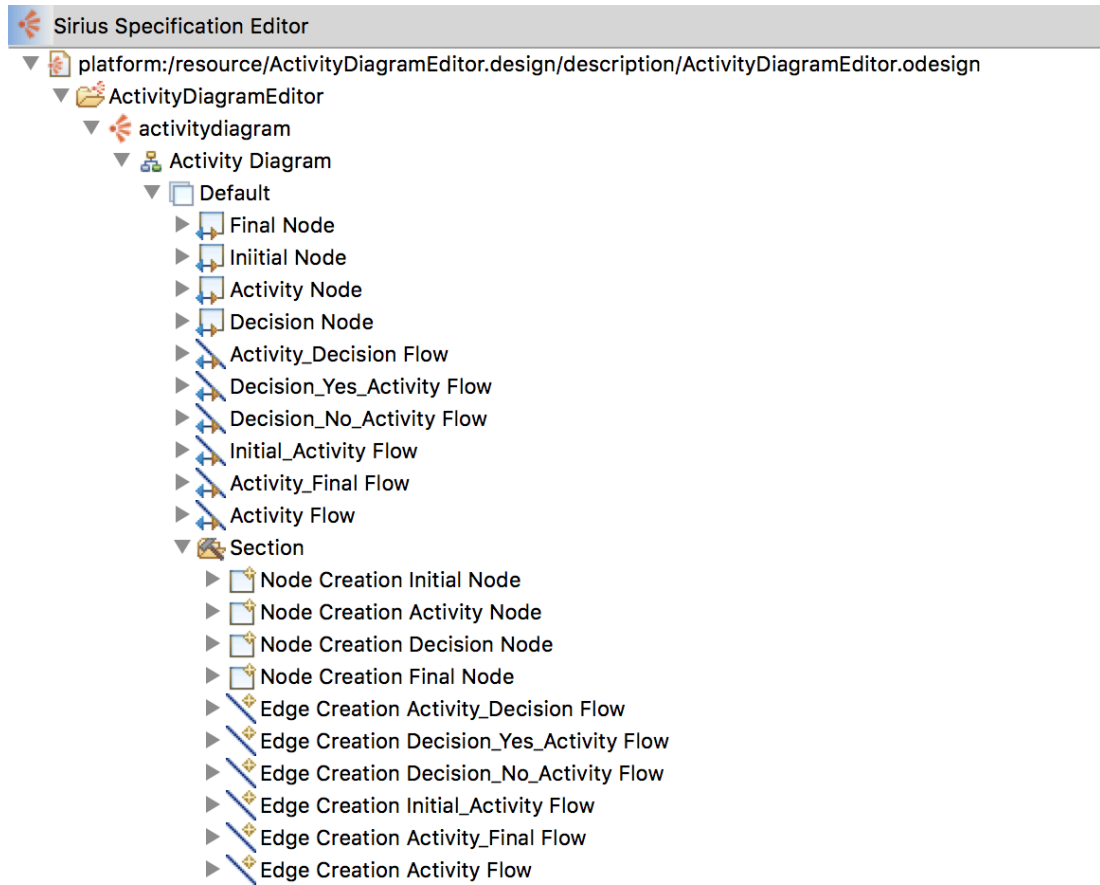 Sirius Specification Editor
platform:/resource/ActivityDiagramEditor.design/description/ActivityDiagramEditor.odesign
ActivityDiagramEditor
activitydiagram
Activity Diagram
Default
Final Node
Iniitial Node
Activity Node
Decision Node
Activity_Decision Flow
Decision_Yes_Activity Flow
Decision_No_Activity Flow
Initial_Activity Flow
Activity_Final Flow
Activity Flow
Section
Node Creation Initial Node
Node Creation Activity Node
Node Creation Decision Node
Node Creation Final Node
Edge Creation Activity_Decision Flow
Edge Creation Decision_Yes_Activity Flow
Edge Creation Decision_No_Activity Flow
Edge Creation Initial_Activity Flow
Edge Creation Activity_Final Flow
Edge Creation Activity Flow